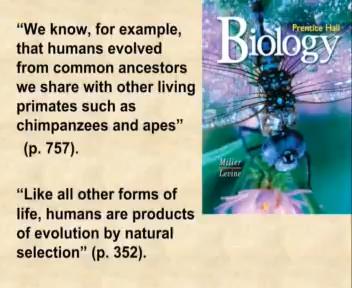 “We know, for example,
that humans evolved
from common ancestors
we share with other living
primates such as
chimpanzees and apes”
(p. 757).
“Like all other forms of
life, humans are products
of evolution by natural
selection” (p. 352).
Prentice Hall
Biology
Miller
Levine